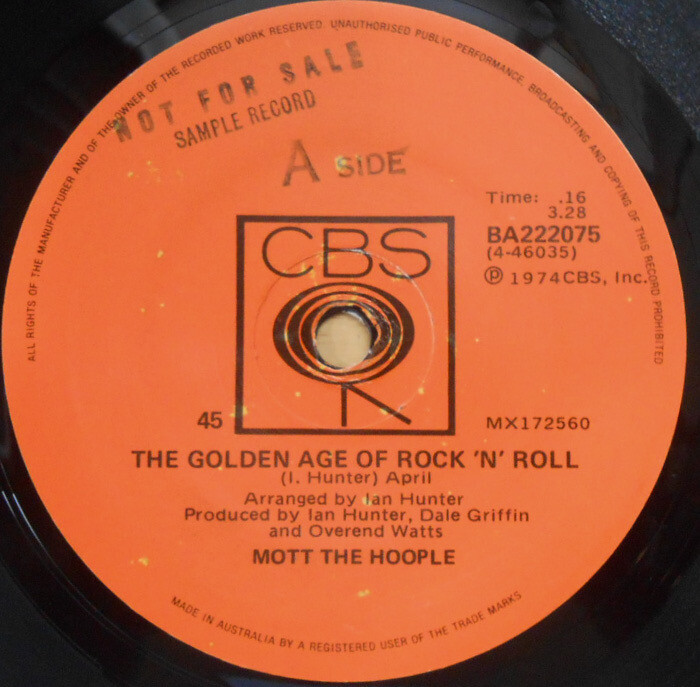 ALL RIGHTS OF THE MANUFACTURER AND OF THE OWNER OF THE RECORDED WORK RESERVED. UNAUTHORISED PUBLIC PERFORMANCE, BROADCASTING AND COPYING OF THIS RECORD PROHIBITED
NOT FOR SALE
SAMPLE RECORD
A SIDE
Time: .16
3.28
BA222075
(4-46035)
℗ 1974CBS, Inc.
CBS
45
MX172560
THE GOLDEN AGE OF ROCK 'N' ROLL
(I. Hunter) April
Arranged by Ian Hunter
Produced by Ian Hunter, Dale Griffin
and Overend Watts
MOTT THE HOOPLE
MADE IN AUSTRALIA BY A REGISTERED USER OF THE TRADE MARKS